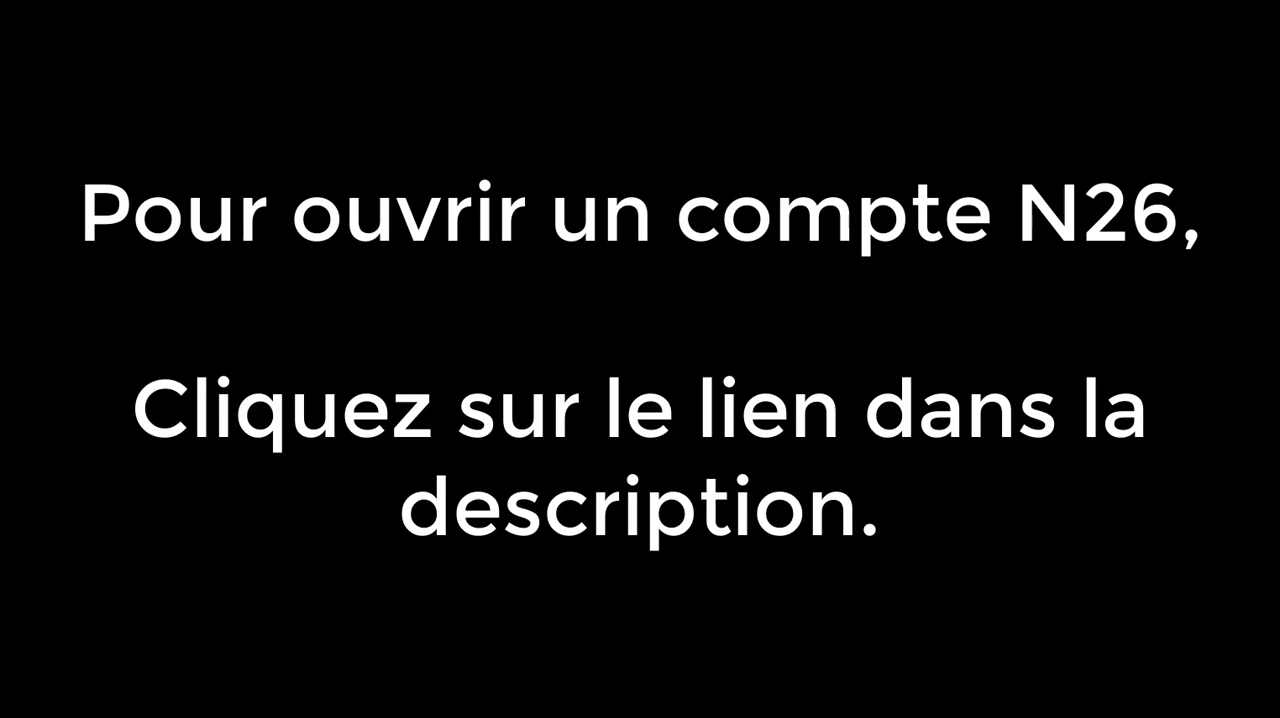 Pour ouvrir un compte N26,
Cliquez sur le lien dans la
description.